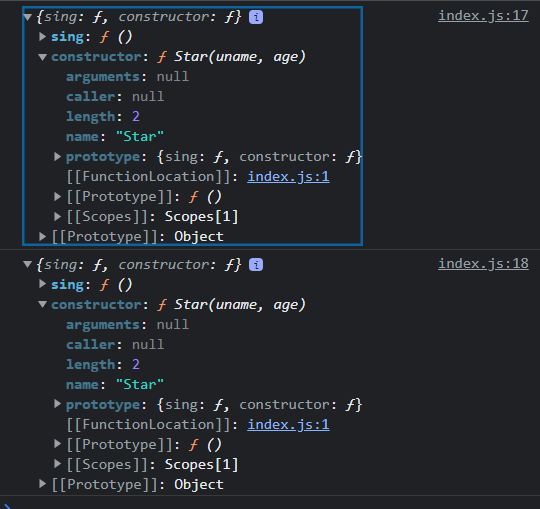 ▼{sing: ƒ, constructor: ƒ} i index.js:17
▶sing: ƒ ()
▼constructor: ƒ Star(uname, age)
arguments: null
caller: null
length: 2
name: "Star"
▶prototype: {sing: ƒ, constructor: ƒ}
[[FunctionLocation]]: index.js:1
▶[[Prototype]]: ƒ ()
▶[[Scopes]]: Scopes[1]
▶[[Prototype]]: Object
▼{sing: ƒ, constructor: ƒ} i index.js:18
▶sing: ƒ ()
▼constructor: ƒ Star(uname, age)
arguments: null
caller: null
length: 2
name: "Star"
▶prototype: {sing: ƒ, constructor: ƒ}
[[FunctionLocation]]: index.js:1
▶[[Prototype]]: ƒ ()
▶[[Scopes]]: Scopes[1]
▶[[Prototype]]: Object